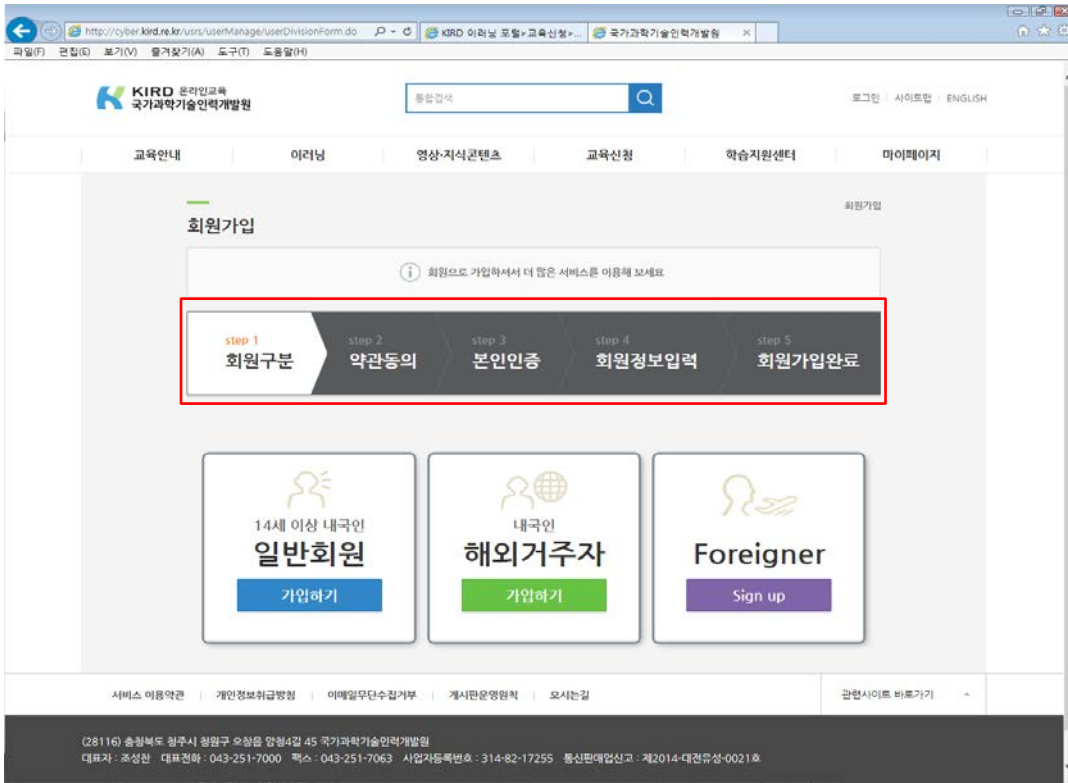 http://cyber.kird.re.kr/usrs/userManage/userDivisionForm.do
KIRD 이러닝 포털>교육신청>...
국가과학기술인력개발원
파일(F) 편집(E) 보기(V) 즐겨찾기(A) 도구(T) 도움말(H)
KIRD 온라인교육
국가과학기술인력개발원
통합검색
로그인 사이트맵 ENGLISH
교육안내 이러닝 영상·지식콘텐츠 교육신청 학습지원센터 마이페이지
회원가입
회원가입
회원으로 가입하셔서 더 많은 서비스를 이용해 보세요
step 1 step 2 step 3 step 4 step 5
회원구분 약관동의 본인인증 회원정보입력 회원가입완료
14세 이상 내국인
일반회원
가입하기
내국인
해외거주자
가입하기
Foreigner
Sign up
서비스 이용약관 개인정보취급방침 이메일무단수집거부 게시판운영원칙 오시는길 관련사이트 바로가기
(28116) 충청북도 청주시 청원구 오창읍 양청4길 45 국가과학기술인력개발원
대표자 : 조성찬 대표전화 : 043-251-7000 팩스 : 043-251-7063 사업자등록번호 : 314-82-17255 통신판매업신고 : 제2014-대전유성-0021호